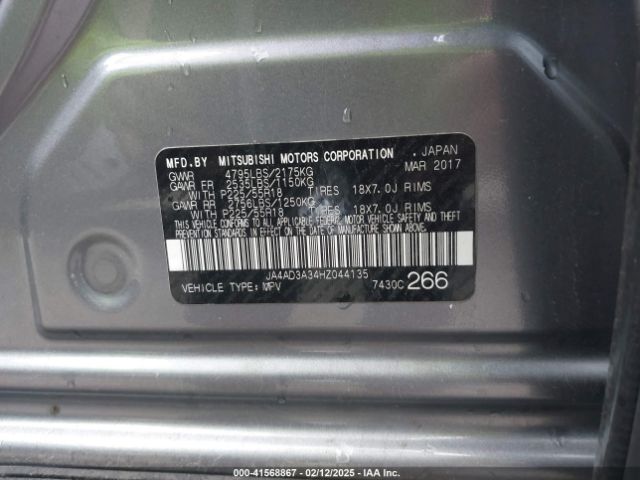 MFD.BY MITSUBISHI MOTORS CORPORATION . JAPAN
GVWR 4795LBS/2175KG MAR 2017
GAWR FR 2535LBS/1150KG
WITH P225/55R18 TIRES 18X7.0J RIMS
GAWR RR 2756LBS/1250KG
WITH P225/55R18 TIRES 18X7.0J RIMS
THIS VEHICLE CONFORMS TO ALL APPLICABLE FEDERAL MOTOR VEHICLE SAFETY AND
THEFT PREVENTION STANDARDS IN EFFECT ON THE DATE OF MANUFACTURE SHOWN ABOVE.
JA4AD3A34HZ044135
VEHICLE TYPE: MPV 7430C 266
000-41568867 - 02/12/2025 - IAA Inc.